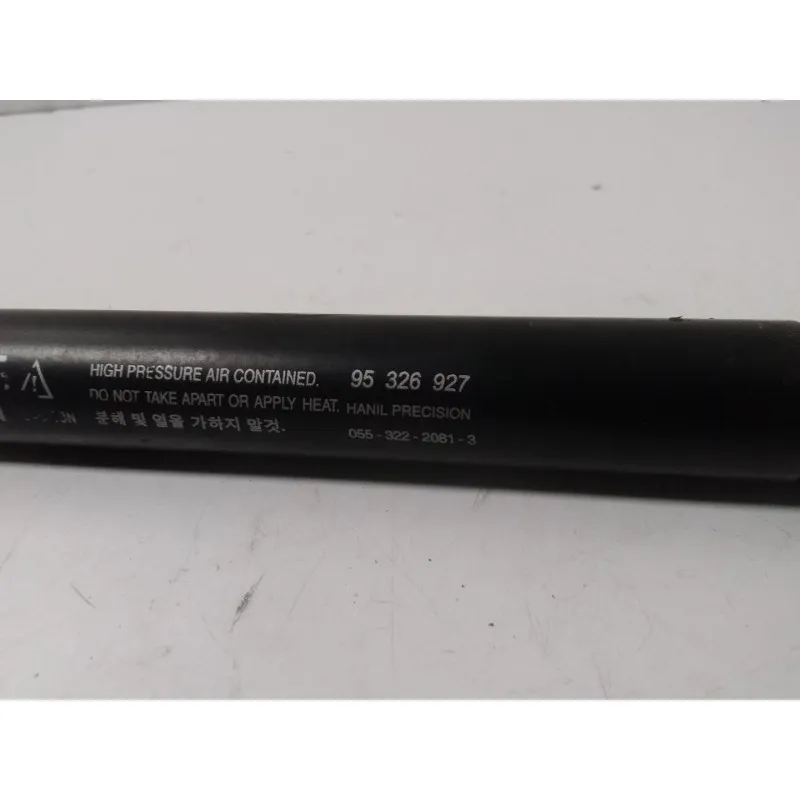 HIGH PRESSURE AIR CONTAINED. 95 326 927
DO NOT TAKE APART OR APPLY HEAT. HANIL PRECISION
분해 및 열을 가하지 말것. 055-322-2081-3